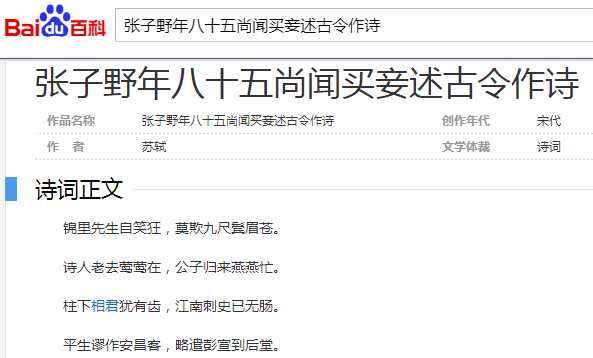 Baidu百科 张子野年八十五尚闻买妾述古令作诗
张子野年八十五尚闻买妾述古令作诗
作品名称 张子野年八十五尚闻买妾述古令作诗 创作年代 宋代
作 者 苏轼 文学体裁 诗词
诗词正文
锦里先生自笑狂，莫欺九尺鬓眉苍。
诗人老去莺莺在，公子归来燕燕忙。
柱下相君犹有齿，江南刺史已无肠。
平生谬作安昌客，略遣彭宣到后堂。